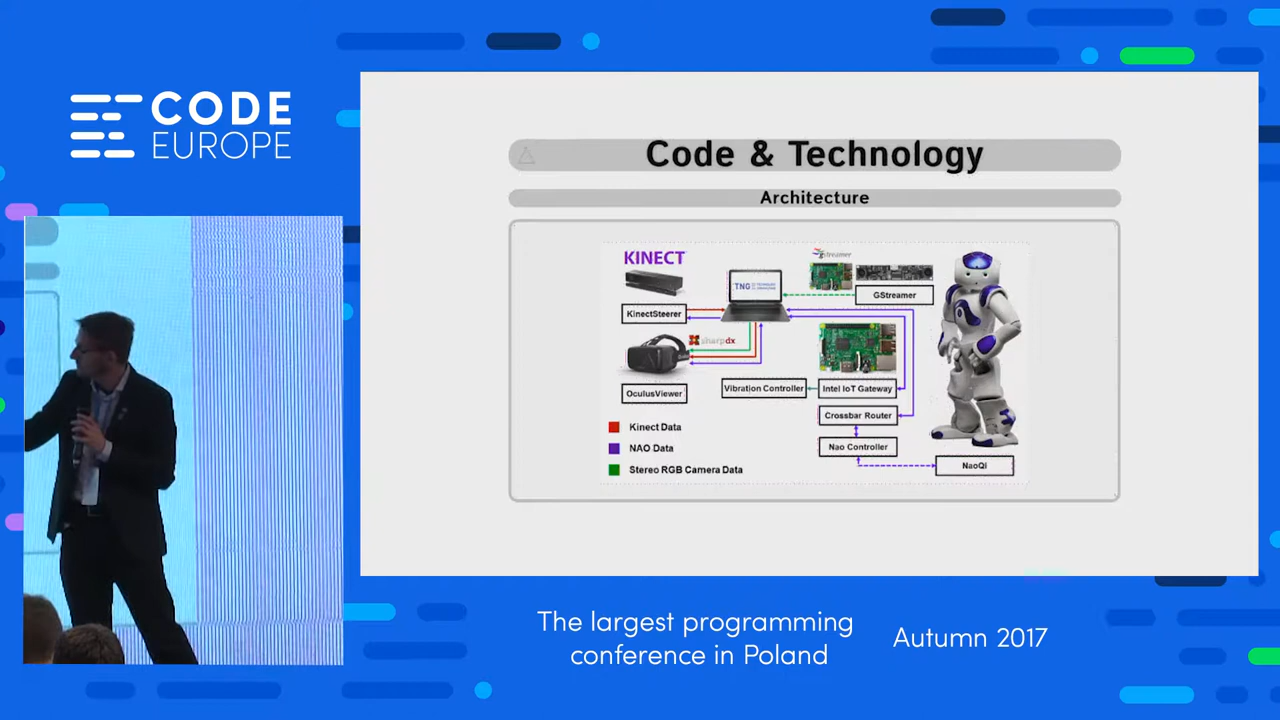 CODE
EUROPE
Code & Technology
Architecture
KINECT
KinectSteerer
TNG
streamer
GStreamer
sharpdx
OculusViewer
Vibration Controller
Intel IoT Gateway
Crossbar Router
Nao Controller
NaoQI
Kinect Data
NAO Data
Stereo RGB Camera Data
The largest programming
conference in Poland
Autumn 2017